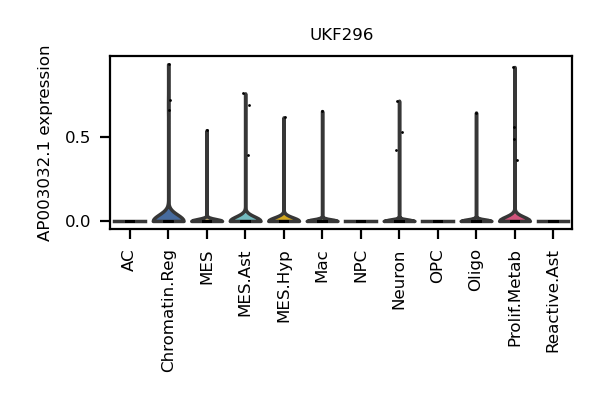 UKF296
AP003032.1 expression
0.5
0.0
AC
Chromatin.Reg
MES
MES.Ast
MES.Hyp
Mac
NPC
Neuron
OPC
Oligo
Prolif.Metab
Reactive.Ast